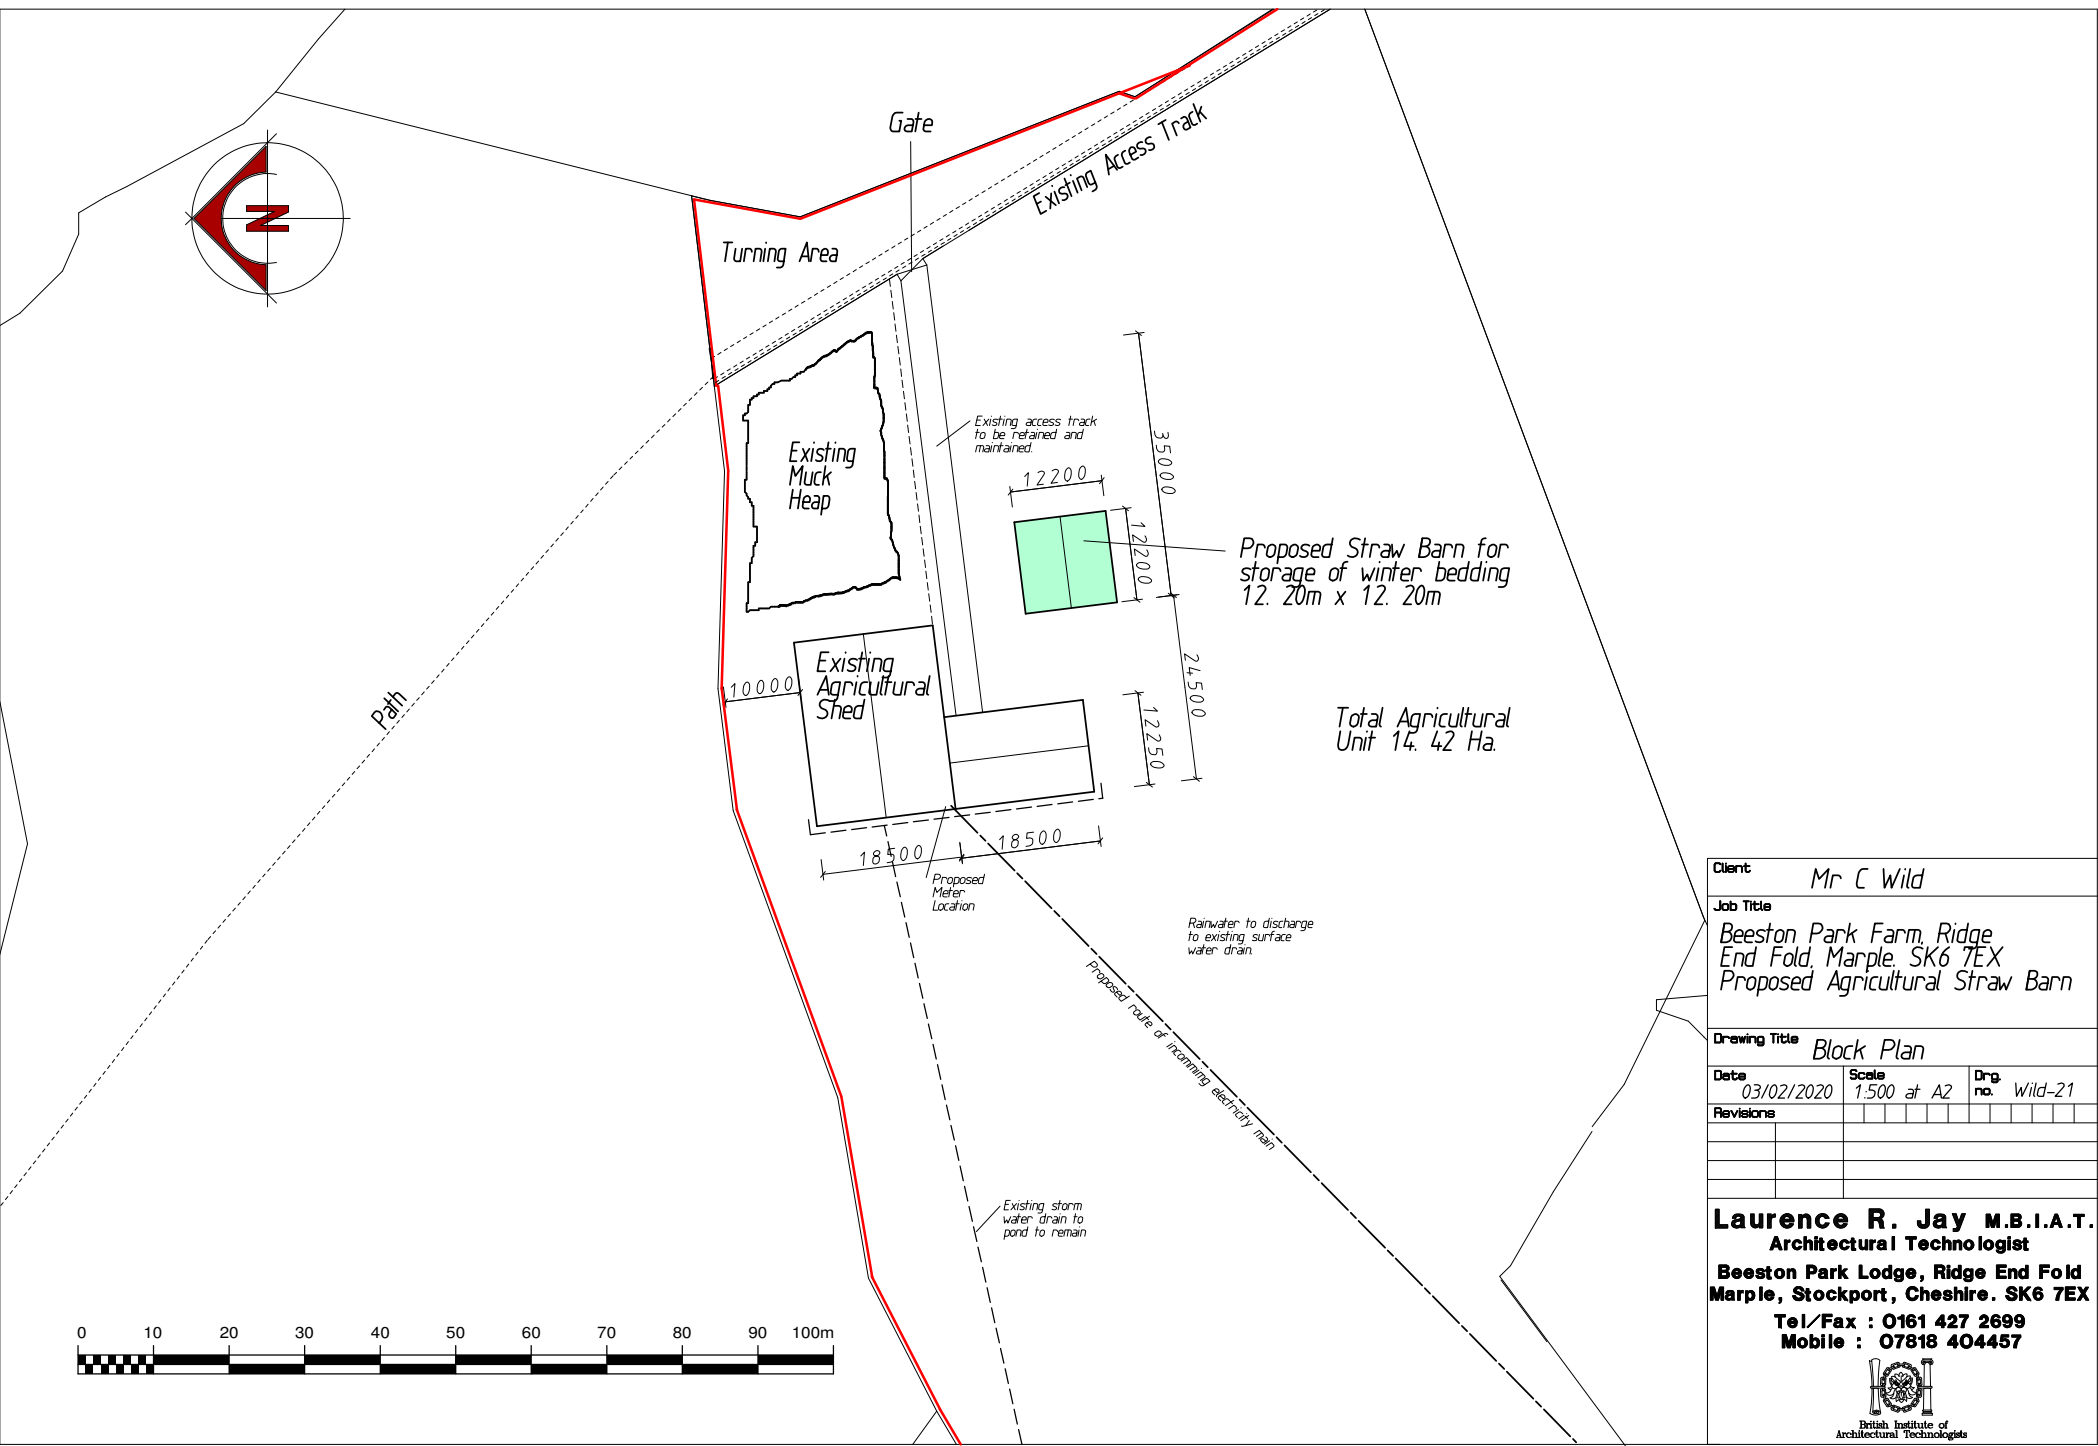 Gate
Existing Access Track
N
Turning Area
Existing access track
to be retained and
maintained.
35000
Existing
Muck
Heap
12200
12200
Proposed Straw Barn for
storage of winter bedding
12. 20m x 12. 20m
Existing
Agricultural
Shed
10000
24500
12250
Path
Total Agricultural
Unit 14. 42 Ha.
18500
18500
Proposed
Meter
Location
Rainwater to discharge
to existing surface
water drain.
Proposed route of incomming electricity main
Existing storm
water drain to
pond to remain
0 10 20 30 40 50 60 70 80 90 100m
Client
Mr C Wild
Job Title
Beeston Park Farm, Ridge
End Fold, Marple. SK6 7EX
Proposed Agricultural Straw Barn
Drawing Title
Block Plan
Date
03/02/2020
Scale
1:500 at A2
Drg.
no. Wild-21
Revisions
Laurence R. Jay M.B.I.A.T.
Architectural Technologist
Beeston Park Lodge, Ridge End Fold
Marple, Stockport, Cheshire. SK6 7EX
Tel/Fax : 0161 427 2699
Mobile : 07818 404457
British Institute of
Architectural Technologists